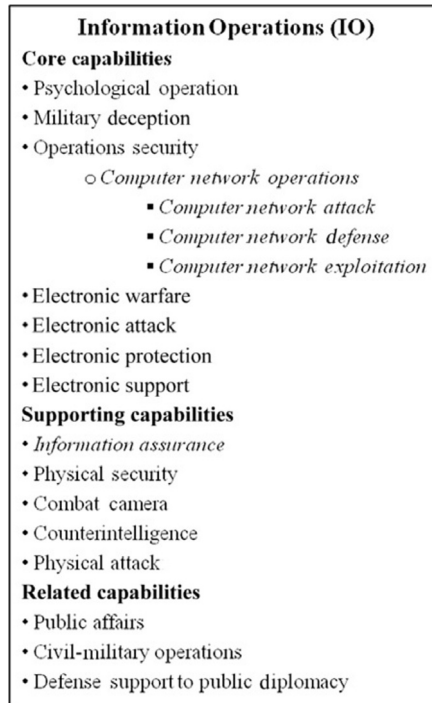 Information Operations (IO)
Core capabilities
• Psychological operation
• Military deception
• Operations security
o Computer network operations
▪ Computer network attack
▪ Computer network defense
▪ Computer network exploitation
• Electronic warfare
• Electronic attack
• Electronic protection
• Electronic support
Supporting capabilities
• Information assurance
• Physical security
• Combat camera
• Counterintelligence
• Physical attack
Related capabilities
• Public affairs
• Civil-military operations
• Defense support to public diplomacy